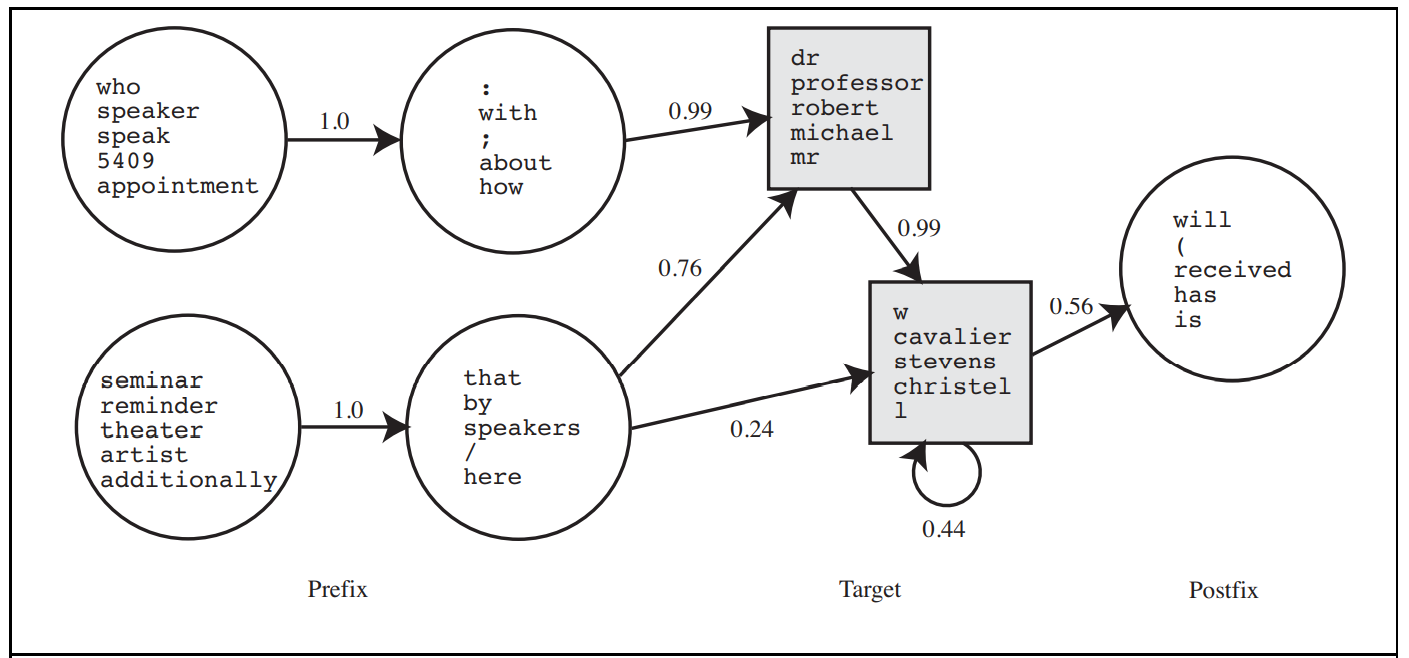 who
speaker
speak
5409
appointment
1.0
:
with
;
about
how
0.99
dr
professor
robert
michael
mr
0.76
0.99
seminar
reminder
theater
artist
additionally
1.0
that
by
speakers
/
here
0.24
w
cavalier
stevens
christel
l
0.44
0.56
will
(
received
has
is
Prefix
Target
Postfix